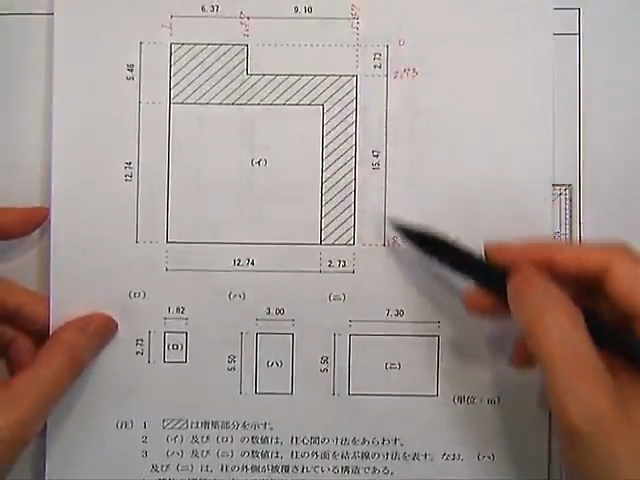 6.37 9.10
0
5.46 2.73 2.73
(イ)
12.74 15.47
12.74 2.73
(ロ) (ハ) (ニ)
1.82 3.00 7.30
2.73 (ロ) 5.50 (ハ) 5.50 (ニ)
(単位:m)
(注) 1 は増築部分を示す。
2 (イ)及び(ロ)の数値は、柱心間の寸法をあらわす。
3 (ハ)及び(ニ)の数値は、柱の外面を結ぶ線の寸法を表す。なお、(ハ)
及び(ニ)は、柱の外側が被覆されている構造である。